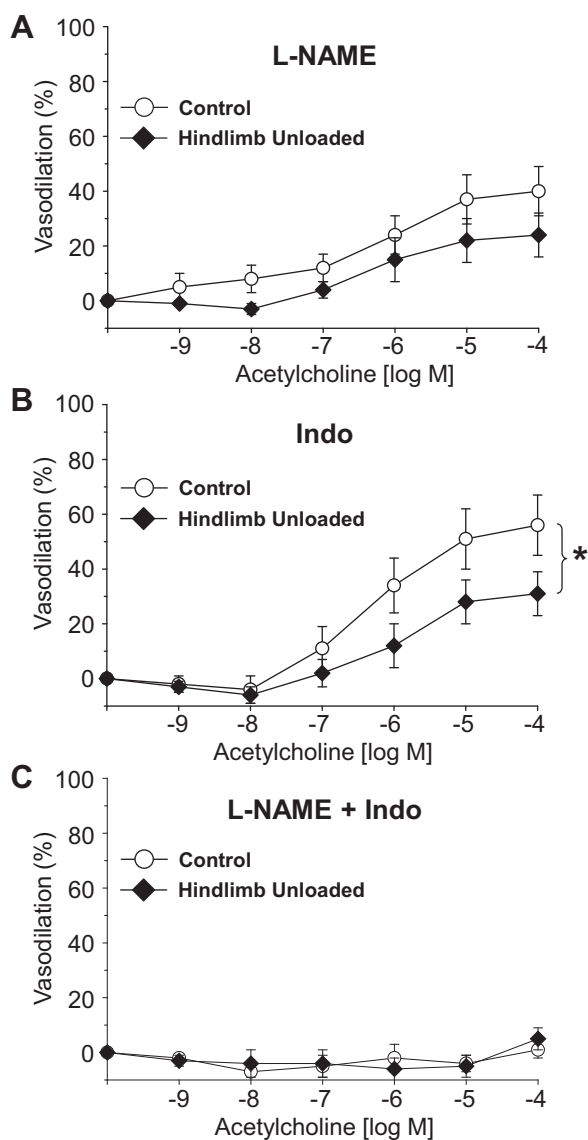 A
L-NAME
Vasodilation (%)
100
80
60
40
20
0
Control
Hindlimb Unloaded
-9 -8 -7 -6 -5 -4
Acetylcholine [log M]
B
Indo
Vasodilation (%)
100
80
60
40
20
0
Control
Hindlimb Unloaded
*
-9 -8 -7 -6 -5 -4
Acetylcholine [log M]
C
L-NAME + Indo
Vasodilation (%)
100
80
60
40
20
0
Control
Hindlimb Unloaded
-9 -8 -7 -6 -5 -4
Acetylcholine [log M]